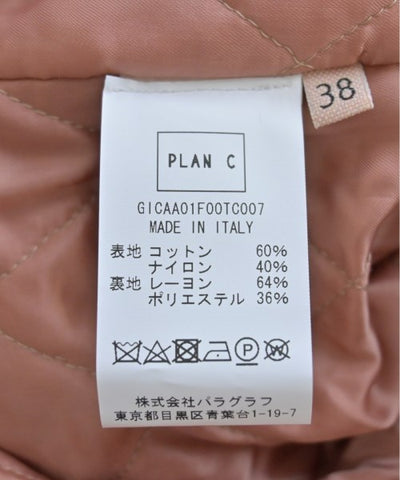 38
PLAN C
GICAA01F00TC007
MADE IN ITALY
表地 コットン 60%
ナイロン 40%
裏地 レーヨン 64%
ポリエステル 36%
P W
株式会社パラグラフ
東京都目黒区青葉台1-19-7